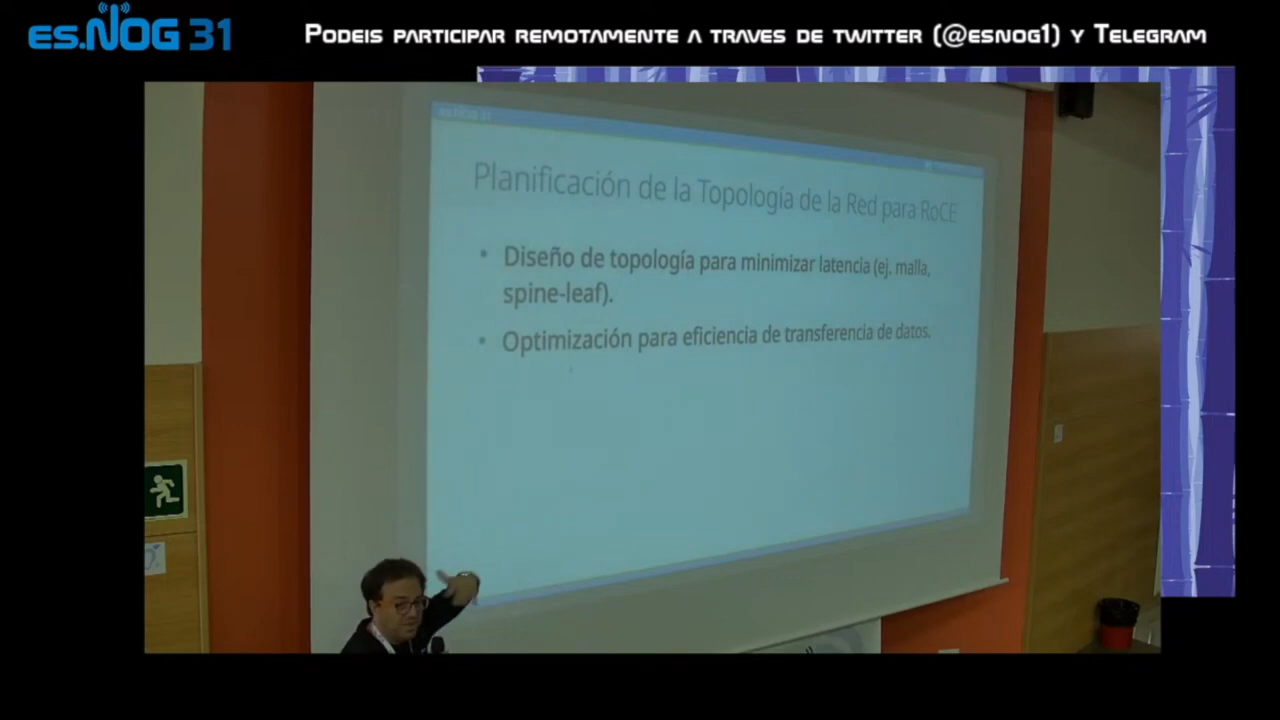 es.NOG 31
Podeis participar remotamente a traves de twitter (@esnog1) y Telegram
Planificación de la Topología de la Red para RoCE
• Diseño de topología para minimizar latencia (ej. malla,
spine-leaf).
• Optimización para eficiencia de transferencia de datos.